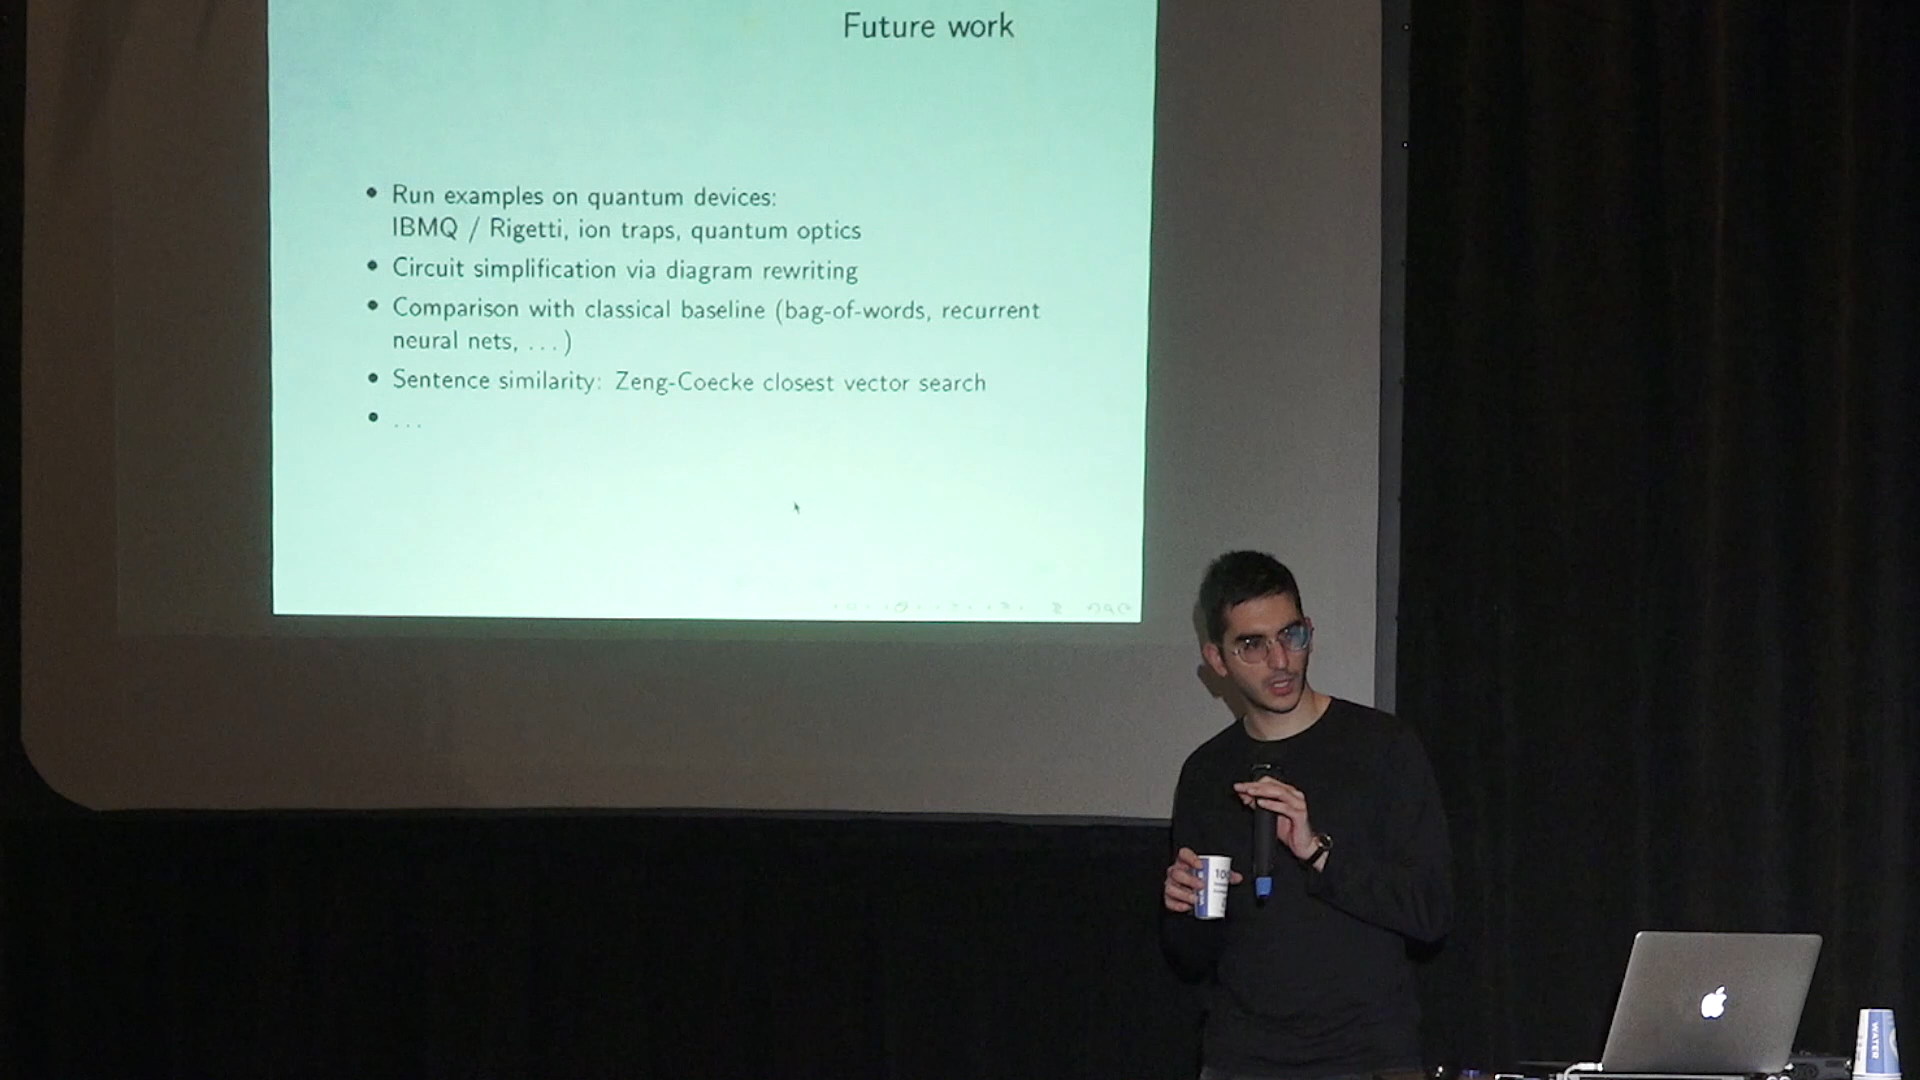 Future work
• Run examples on quantum devices:
IBMQ / Rigetti, ion traps, quantum optics
• Circuit simplification via diagram rewriting
• Comparison with classical baseline (bag-of-words, recurrent
neural nets, ...)
• Sentence similarity: Zeng-Coecke closest vector search
• ...
WATER